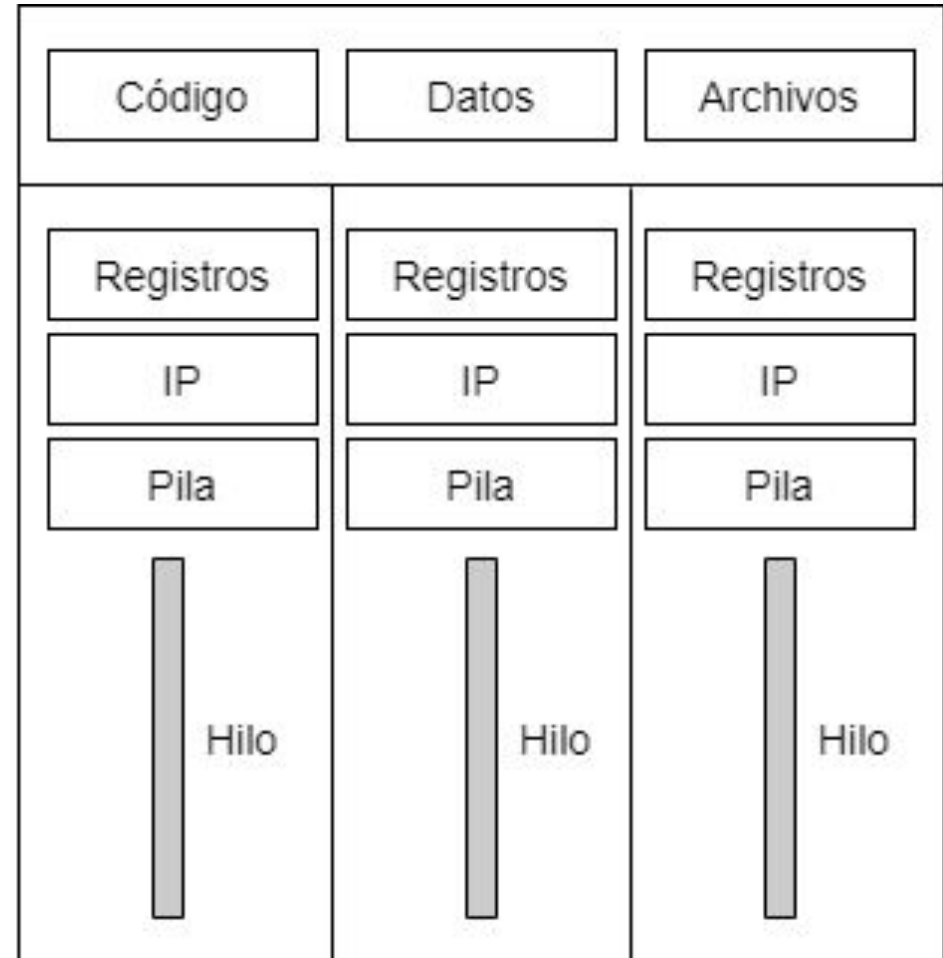 Código Datos Archivos
Registros Registros Registros
IP IP IP
Pila Pila Pila
Hilo Hilo Hilo